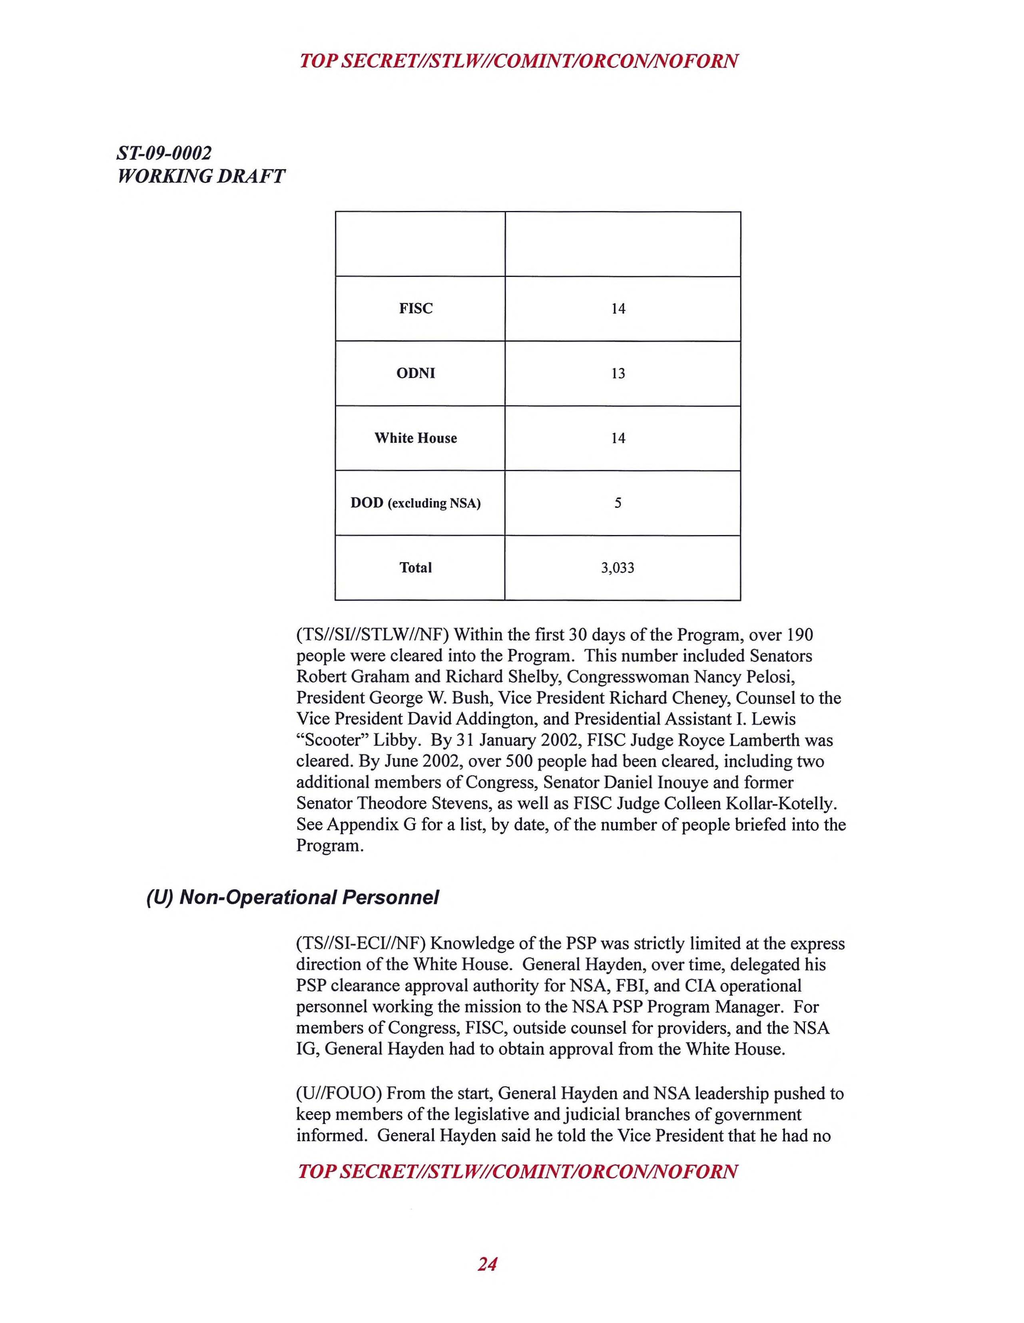 TOP SECRET//STLW//COMINT/ORCON/NOFORN
ST-09-0002
WORKING DRAFT
FISC 14
ODNI 13
White House 14
DOD (excluding NSA) 5
Total 3,033
(TS//SI//STLW//NF) Within the first 30 days of the Program, over 190
people were cleared into the Program. This number included Senators
Robert Graham and Richard Shelby, Congresswoman Nancy Pelosi,
President George W. Bush, Vice President Richard Cheney, Counsel to the
Vice President David Addington, and Presidential Assistant I. Lewis
“Scooter” Libby. By 31 January 2002, FISC Judge Royce Lamberth was
cleared. By June 2002, over 500 people had been cleared, including two
additional members of Congress, Senator Daniel Inouye and former
Senator Theodore Stevens, as well as FISC Judge Colleen Kollar-Kotelly.
See Appendix G for a list, by date, of the number of people briefed into the
Program.
(U) Non-Operational Personnel
(TS//SI-ECI//NF) Knowledge of the PSP was strictly limited at the express
direction of the White House. General Hayden, over time, delegated his
PSP clearance approval authority for NSA, FBI, and CIA operational
personnel working the mission to the NSA PSP Program Manager. For
members of Congress, FISC, outside counsel for providers, and the NSA
IG, General Hayden had to obtain approval from the White House.
(U//FOUO) From the start, General Hayden and NSA leadership pushed to
keep members of the legislative and judicial branches of government
informed. General Hayden said he told the Vice President that he had no
TOP SECRET//STLW//COMINT/ORCON/NOFORN
24